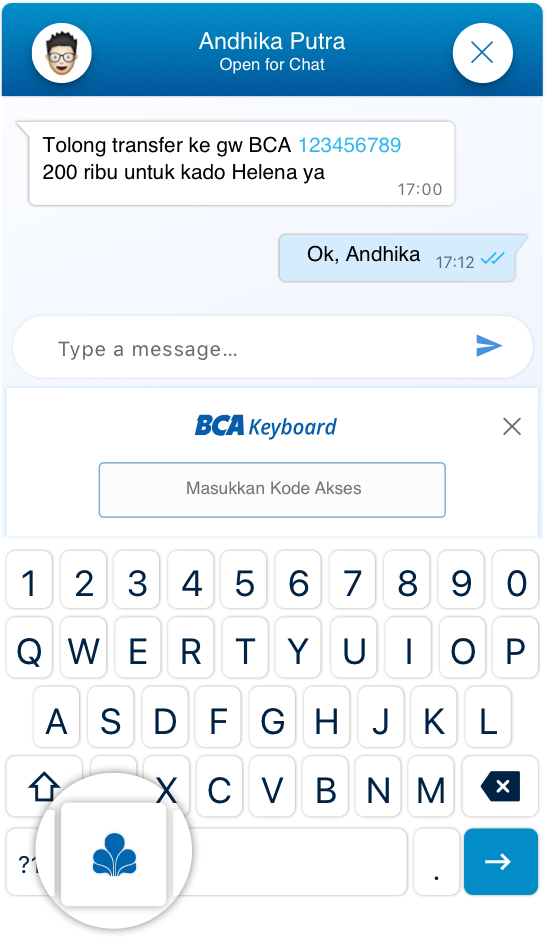 Andhika Putra
Open for Chat
Tolong transfer ke gw BCA 123456789
200 ribu untuk kado Helena ya
17:00
Ok, Andhika 17:12
Type a message...
BCA Keyboard
Masukkan Kode Akses
1 2 3 4 5 6 7 8 9 0
Q W E R T Y U I O P
A S D F G H J K L
X C V B N M
?1
.